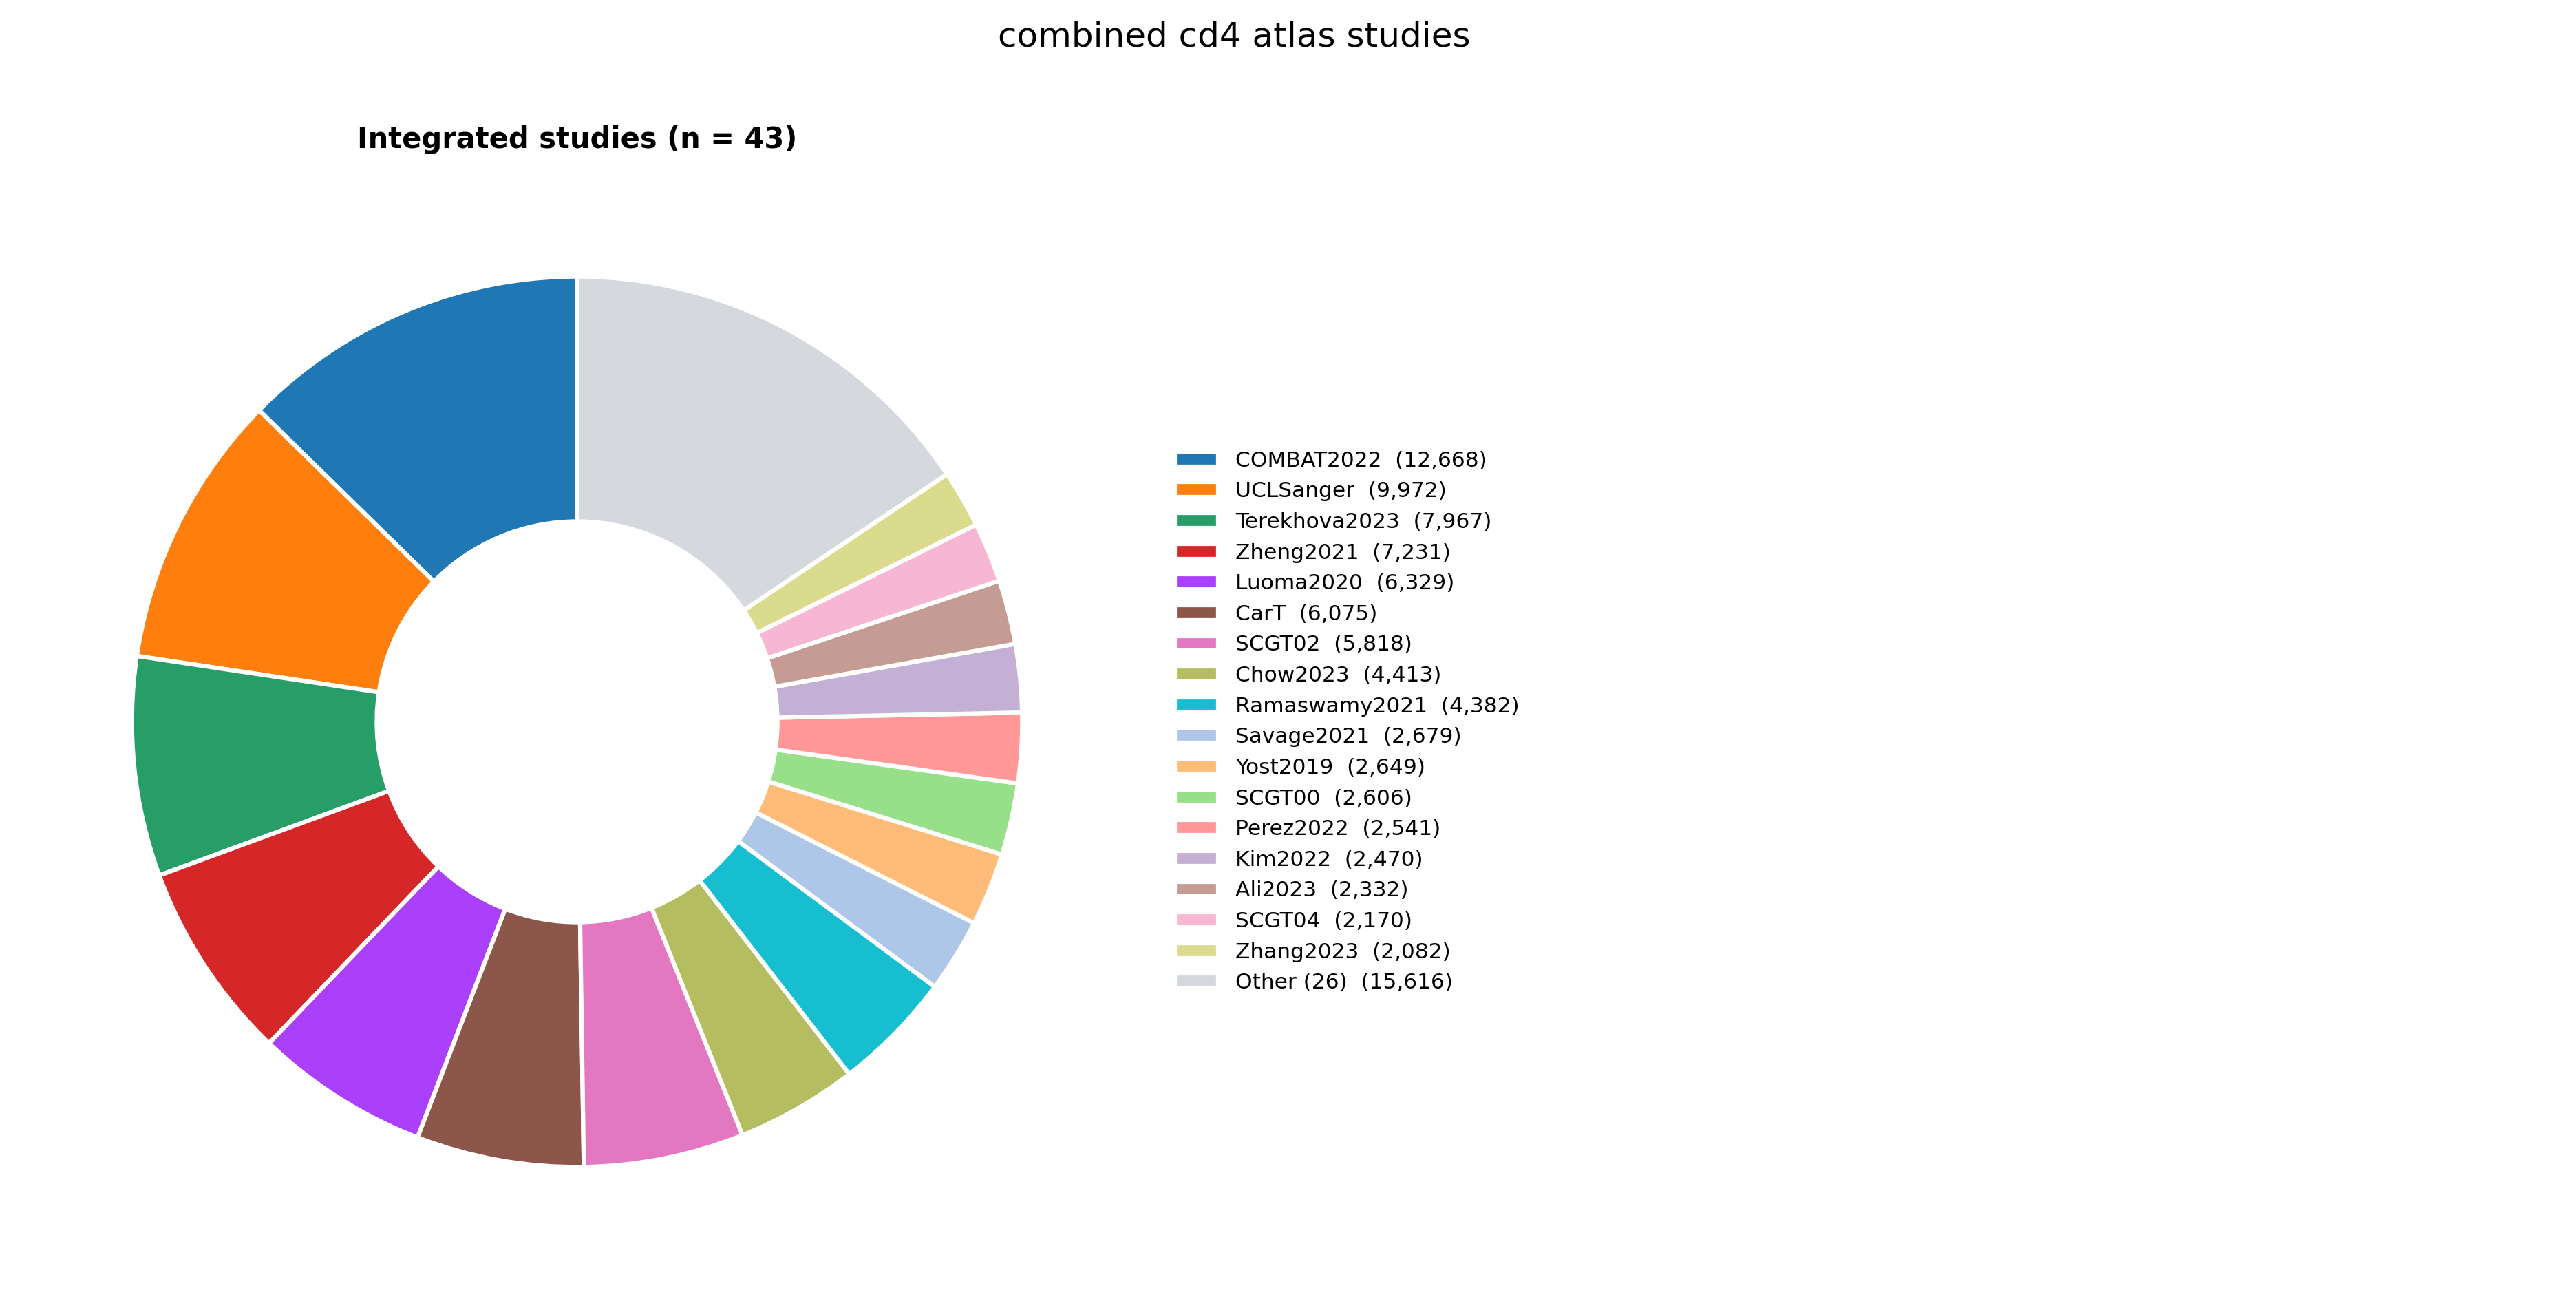 combined cd4 atlas studies
Integrated studies (n = 43)
COMBAT2022  (12,668)
UCLSanger  (9,972)
Terekhova2023  (7,967)
Zheng2021  (7,231)
Luoma2020  (6,329)
CarT  (6,075)
SCGT02  (5,818)
Chow2023  (4,413)
Ramaswamy2021  (4,382)
Savage2021  (2,679)
Yost2019  (2,649)
SCGT00  (2,606)
Perez2022  (2,541)
Kim2022  (2,470)
Ali2023  (2,332)
SCGT04  (2,170)
Zhang2023  (2,082)
Other (26)  (15,616)